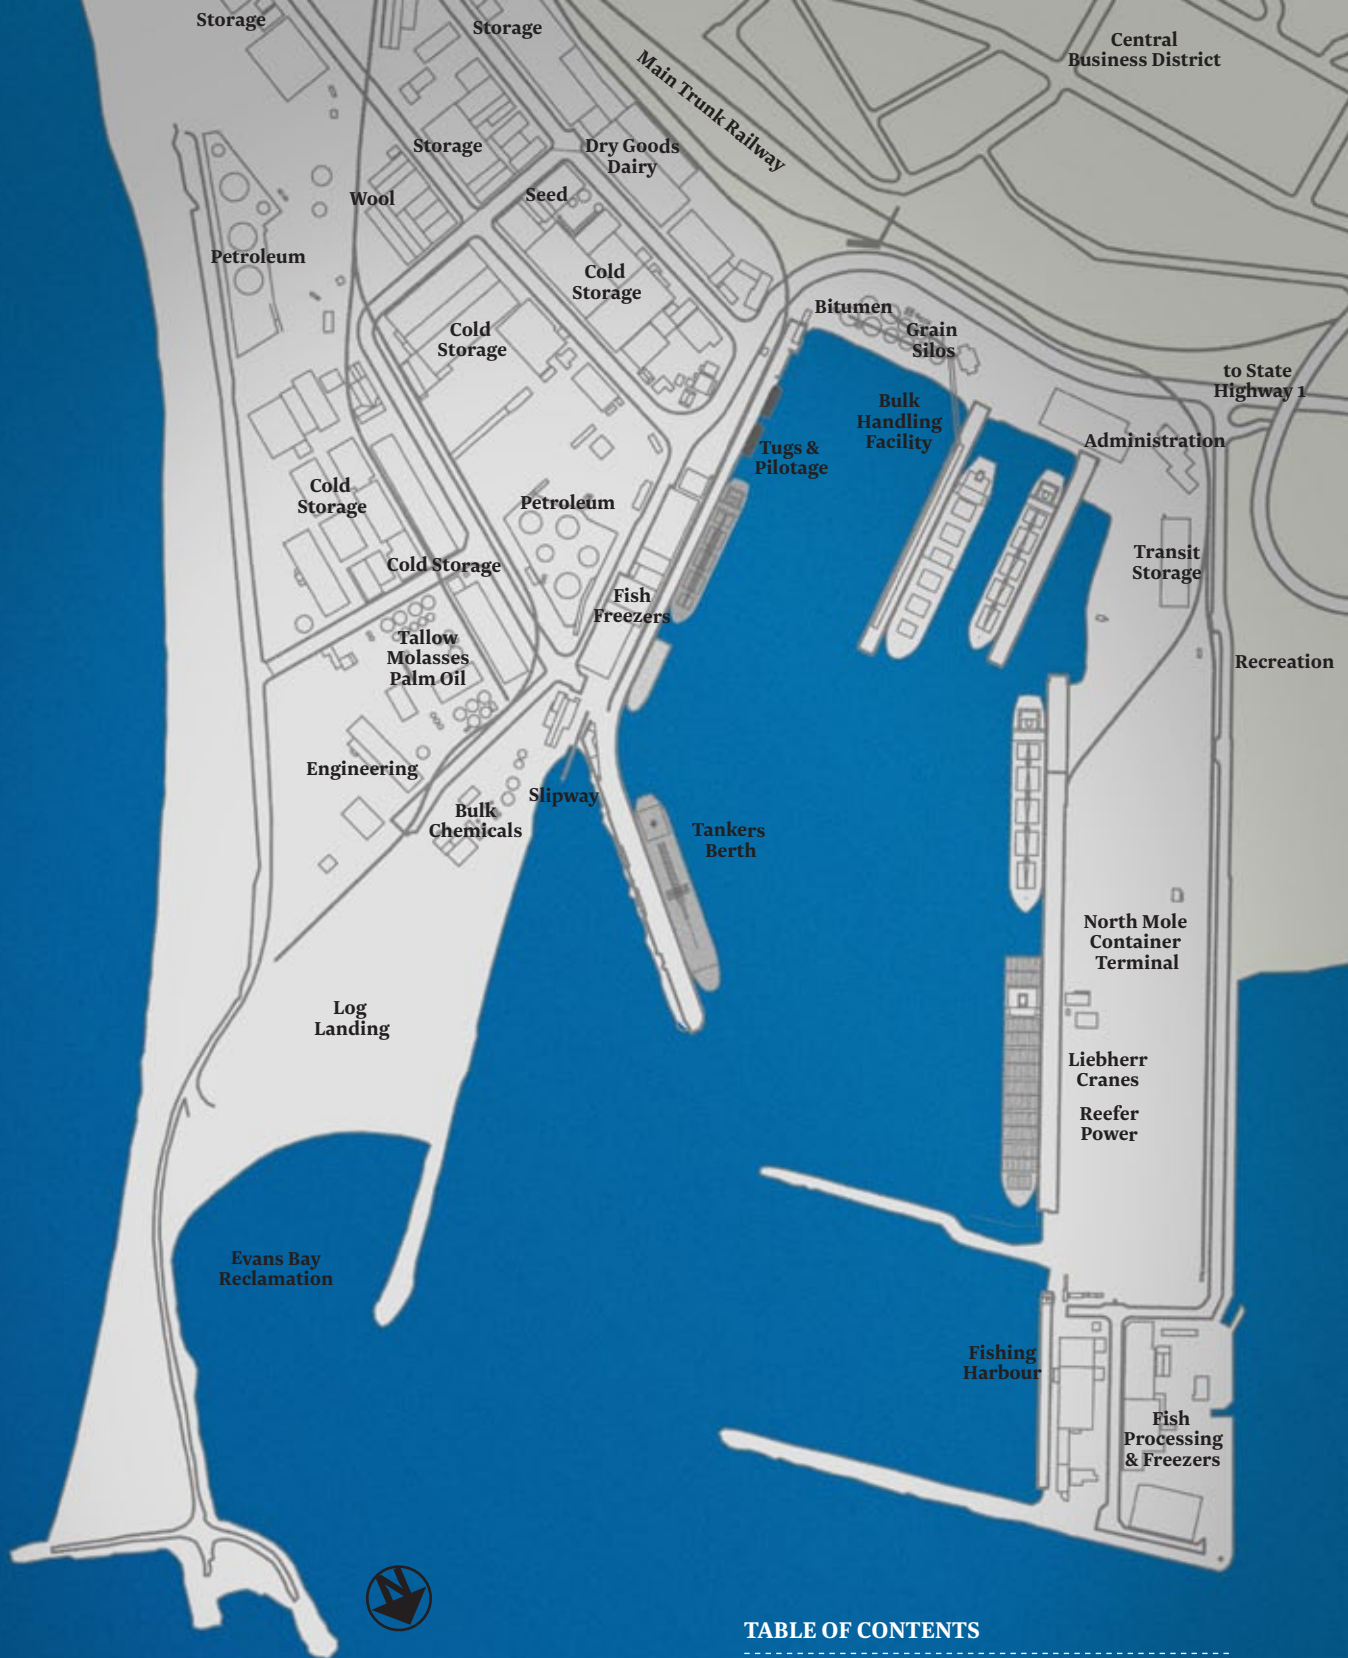 Storage
Storage
Central
Business District
Main Trunk Railway
Storage
Dry Goods
Dairy
Wool
Seed
Petroleum
Cold
Storage
Bitumen
Cold
Storage
Grain
Silos
to State
Highway 1
Bulk
Handling
Facility
Administration
Tugs &
Pilotage
Cold
Storage
Petroleum
Transit
Storage
Cold Storage
Fish
Freezers
Tallow
Molasses
Palm Oil
Recreation
Engineering
Slipway
Bulk
Chemicals
Tankers
Berth
North Mole
Container
Terminal
Log
Landing
Liebherr
Cranes
Reefer
Power
Evans Bay
Reclamation
Fishing
Harbour
Fish
Processing
& Freezers
N
TABLE OF CONTENTS